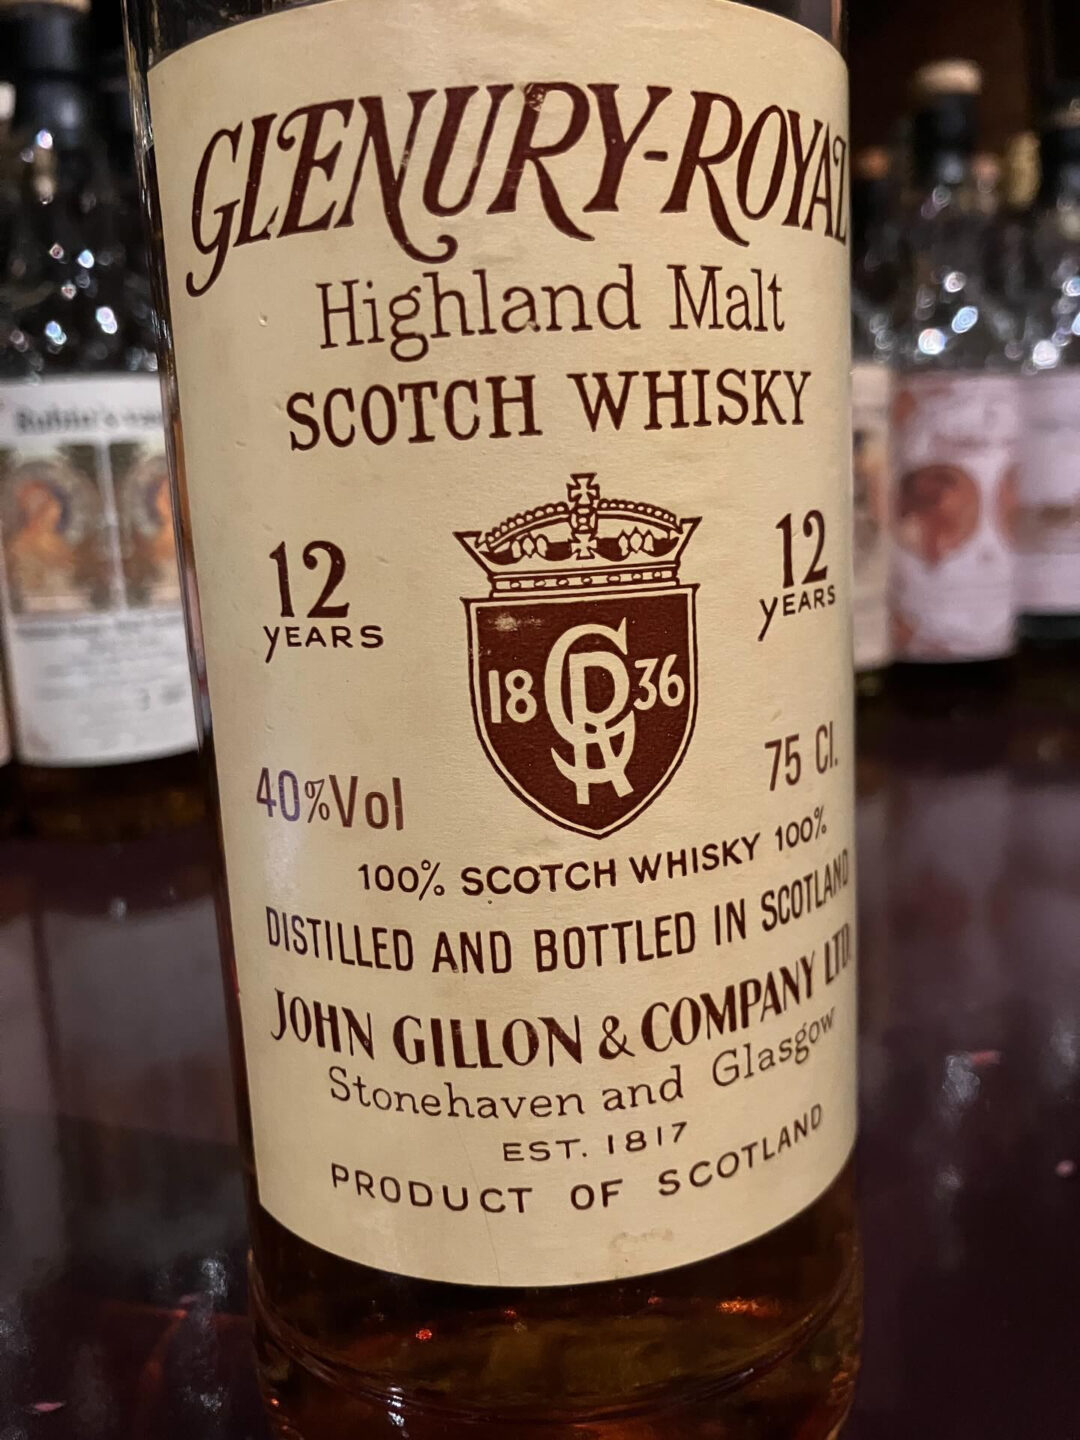 GLENURY-ROYAL
Highland Malt
SCOTCH WHISKY
12 YEARS
12 YEARS
18 GRD 36
40%Vol
75 Cl.
100% SCOTCH WHISKY 100%
DISTILLED AND BOTTLED IN SCOTLAND
JOHN GILLON & COMPANY LTD.
Stonehaven and Glasgow
EST. 1817
PRODUCT OF SCOTLAND